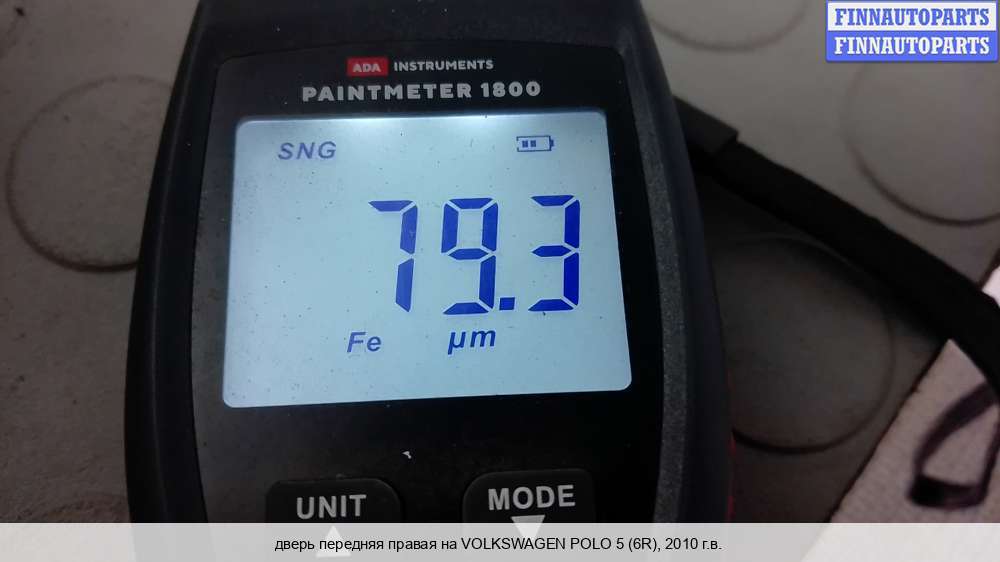 FINNAUTOPARTS
FINNAUTOPARTS
ADA INSTRUMENTS
PAINTMETER 1800
SNG
79.3
Fe µm
UNIT MODE
дверь передняя правая на VOLKSWAGEN POLO 5 (6R), 2010 г.в.